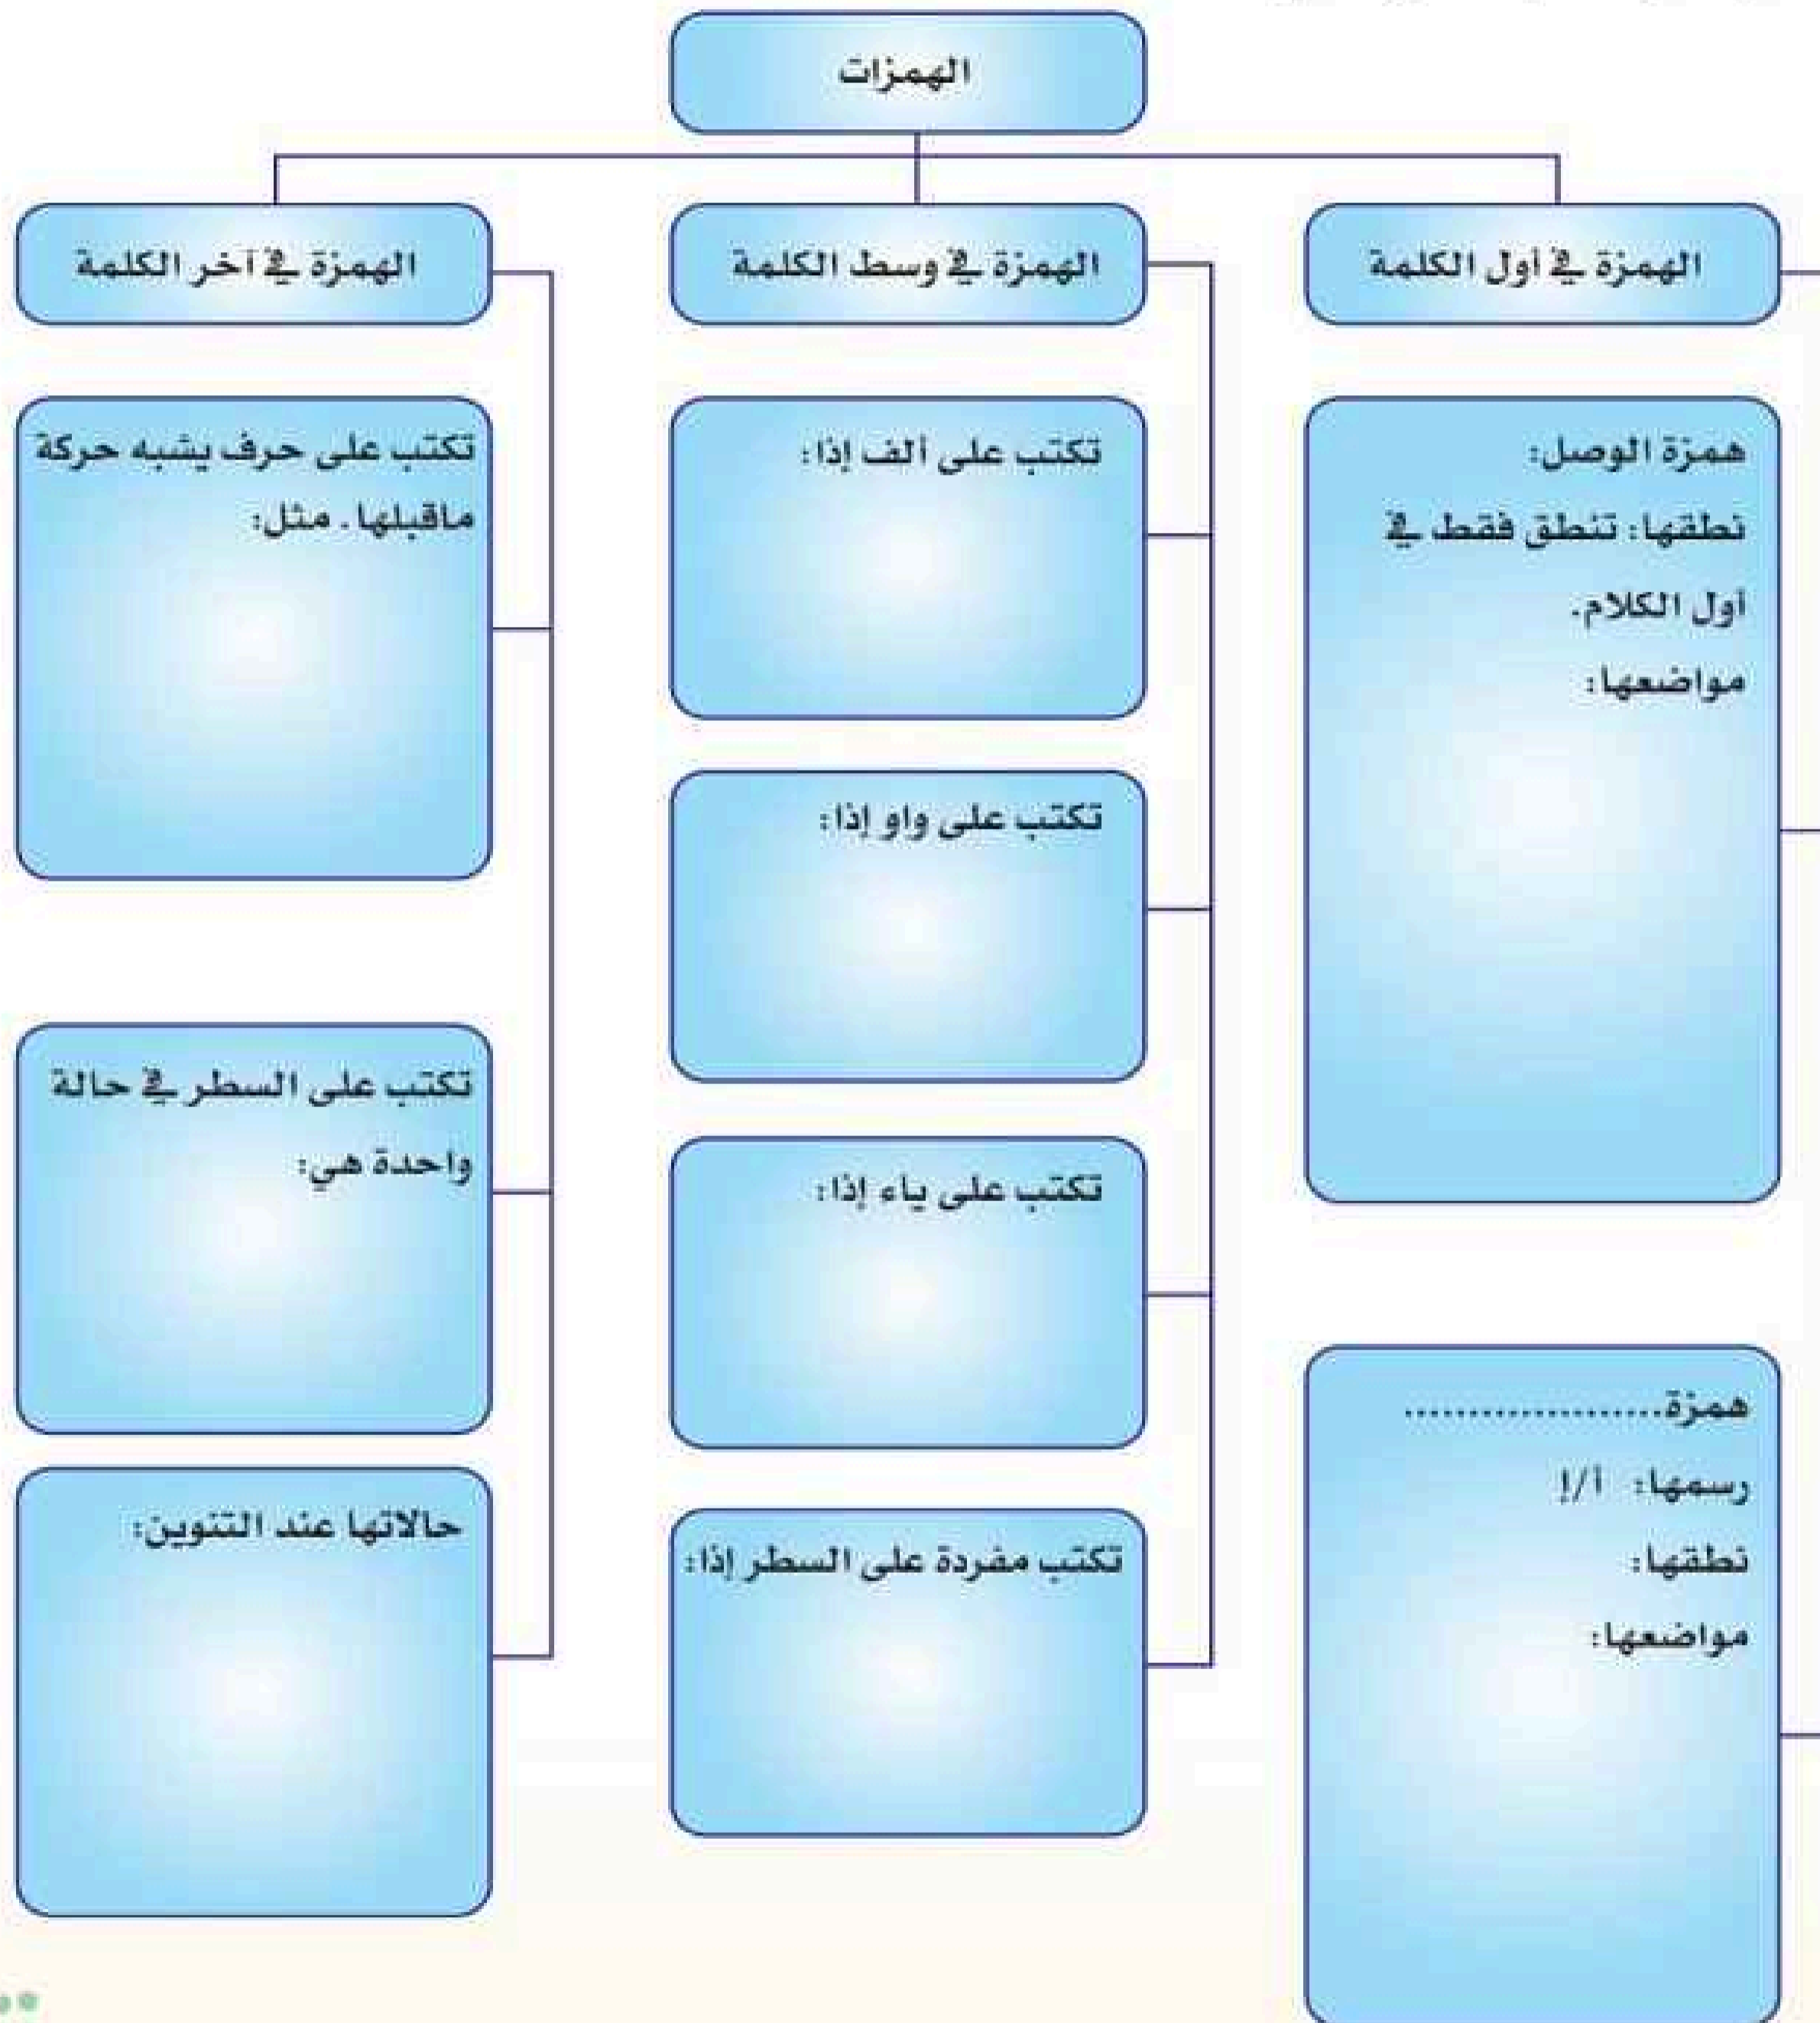 الهمزات
الهمزة في أول الكلمة
همزة الوصل:
نطقها: تنطق فقط في
أول الكلام.
مواضعها:
همزة....................
رسمها: أ/إ
نطقها:
مواضعها:
الهمزة في وسط الكلمة
تكتب على ألف إذا:
تكتب على واو إذا:
تكتب على ياء إذا:
تكتب مفردة على السطر إذا:
الهمزة في آخر الكلمة
تكتب على حرف يشبه حركة
ماقبلها. مثل:
تكتب على السطر في حالة
واحدة هي:
حالاتها عند التنوين: